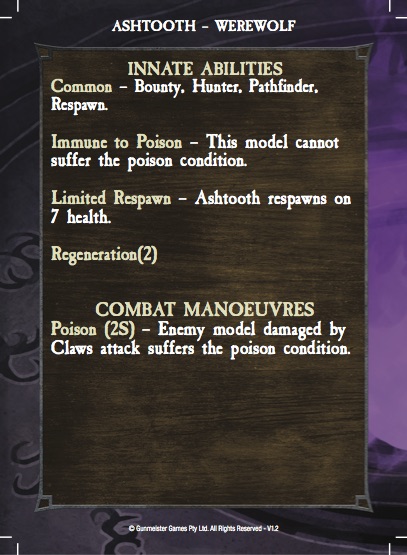 ASHTOOTH – WEREWOLF
INNATE ABILITIES
Common – Bounty, Hunter, Pathfinder,
Respawn.
Immune to Poison – This model cannot
suffer the poison condition.
Limited Respawn – Ashtooth respawns on
7 health.
Regeneration(2)
COMBAT MANOEUVRES
Poison (2S) – Enemy model damaged by
Claws attack suffers the poison condition.
© Gunmeister Games Pty Ltd. All Rights Reserved - V1.2